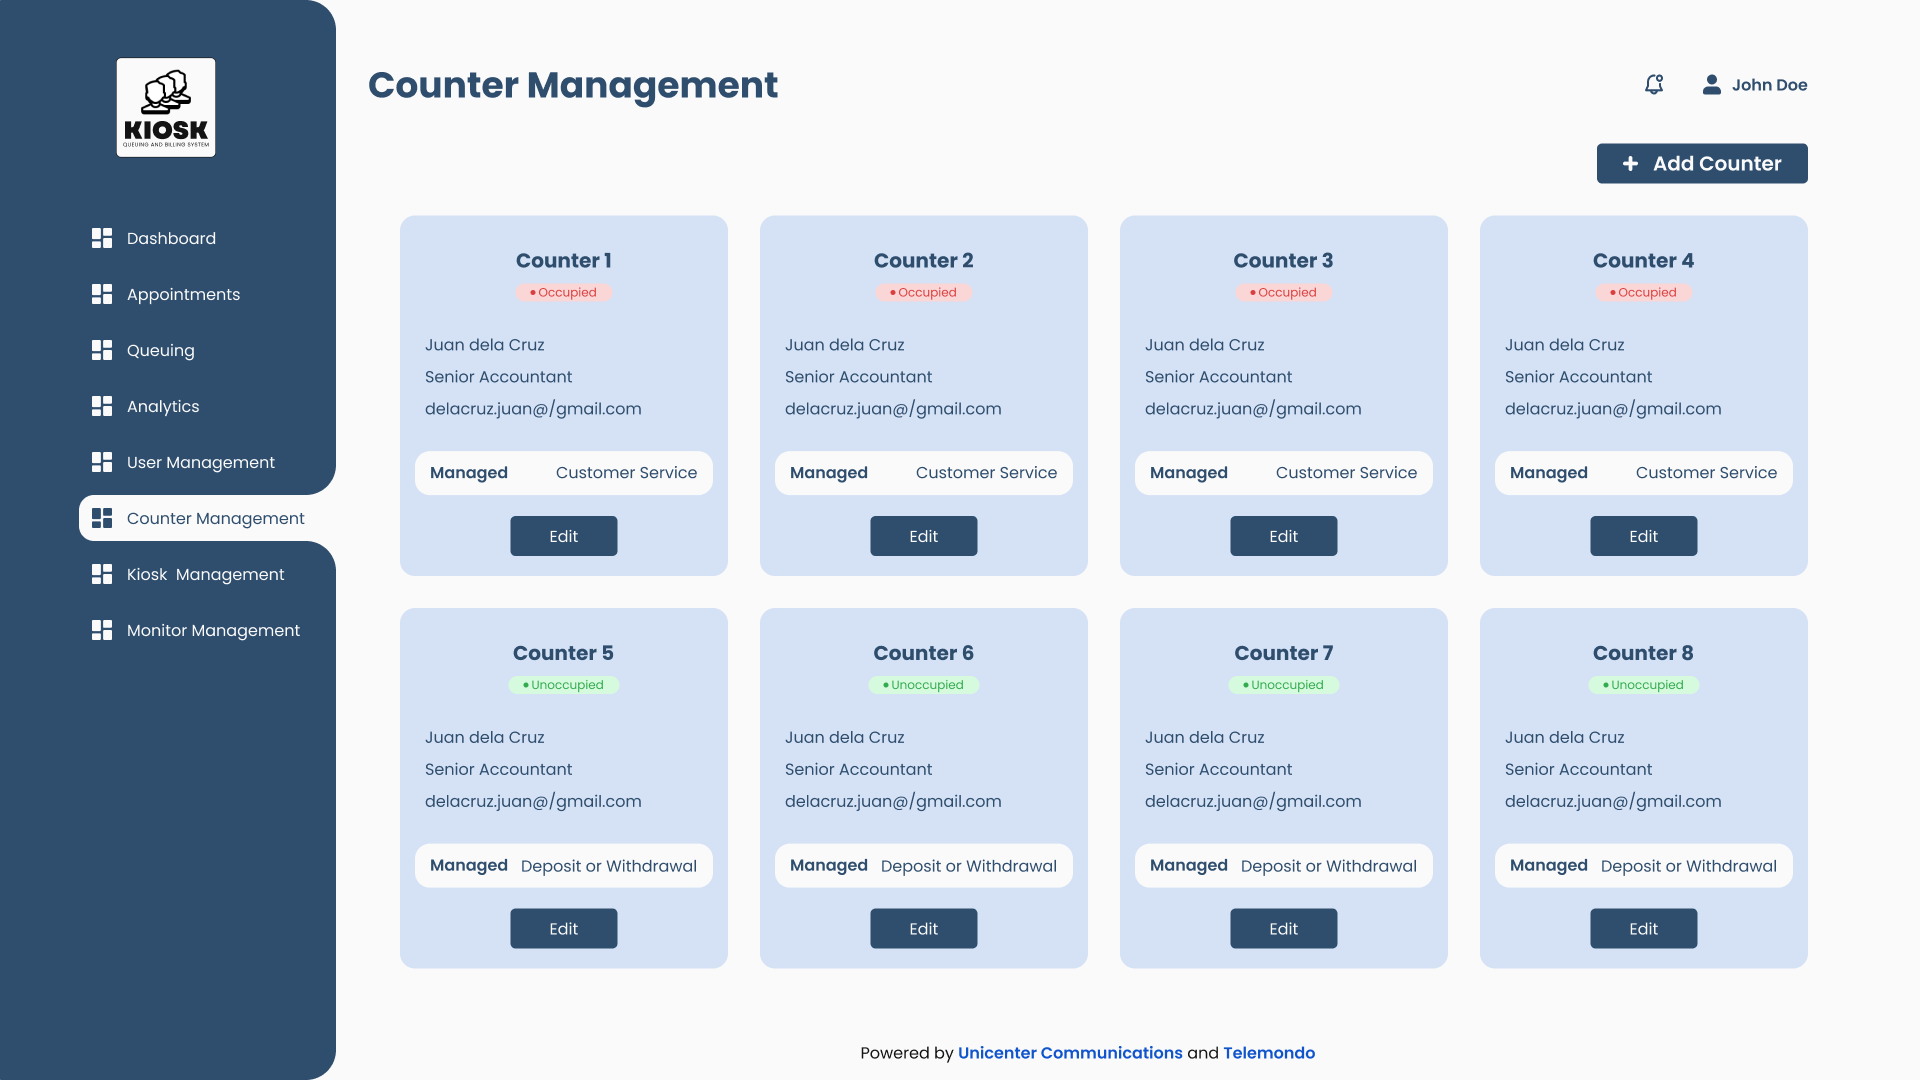 KIOSK
QUEUING AND BILLING SYSTEM
Dashboard
Appointments
Queuing
Analytics
User Management
Counter Management
Kiosk  Management
Monitor Management
Counter Management
John Doe
+ Add Counter
Counter 1
• Occupied
Juan dela Cruz
Senior Accountant
delacruz.juan@/gmail.com
Managed Customer Service
Edit
Counter 2
• Occupied
Juan dela Cruz
Senior Accountant
delacruz.juan@/gmail.com
Managed Customer Service
Edit
Counter 3
• Occupied
Juan dela Cruz
Senior Accountant
delacruz.juan@/gmail.com
Managed Customer Service
Edit
Counter 4
• Occupied
Juan dela Cruz
Senior Accountant
delacruz.juan@/gmail.com
Managed Customer Service
Edit
Counter 5
• Unoccupied
Juan dela Cruz
Senior Accountant
delacruz.juan@/gmail.com
Managed Deposit or Withdrawal
Edit
Counter 6
• Unoccupied
Juan dela Cruz
Senior Accountant
delacruz.juan@/gmail.com
Managed Deposit or Withdrawal
Edit
Counter 7
• Unoccupied
Juan dela Cruz
Senior Accountant
delacruz.juan@/gmail.com
Managed Deposit or Withdrawal
Edit
Counter 8
• Unoccupied
Juan dela Cruz
Senior Accountant
delacruz.juan@/gmail.com
Managed Deposit or Withdrawal
Edit
Powered by Unicenter Communications and Telemondo